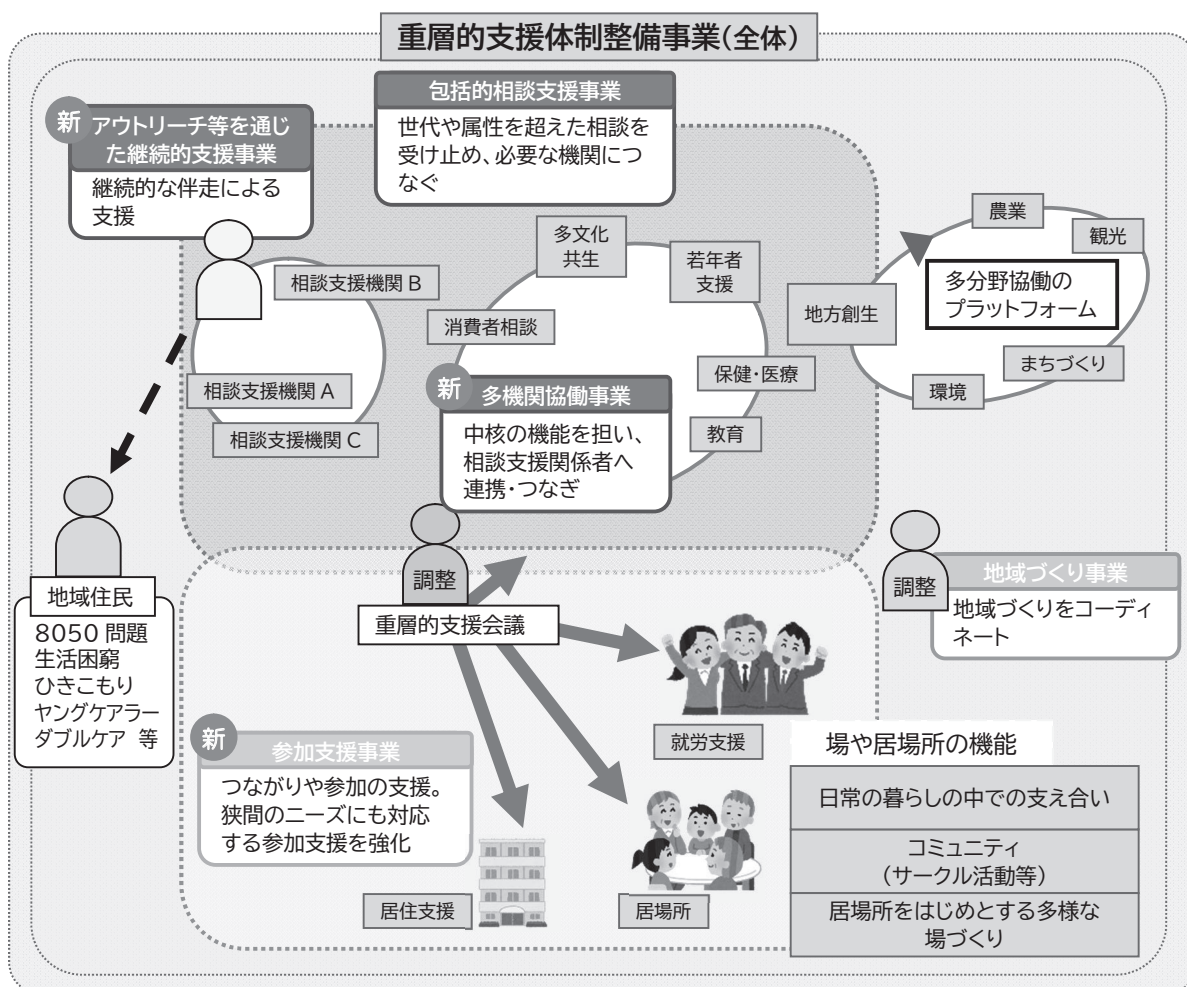 重層的支援体制整備事業(全体)
包括的相談支援事業
世代や属性を超えた相談を
受け止め、必要な機関につ
なぐ
新
アウトリーチ等を通じ
た継続的支援事業
継続的な伴走による
支援
相談支援機関 B
相談支援機関 A
相談支援機関 C
多文化
共生
若年者
支援
消費者相談
保健・医療
教育
新
多機関協働事業
中核の機能を担い、
相談支援関係者へ
連携・つなぎ
農業
観光
地方創生
多分野協働の
プラットフォーム
まちづくり
環境
地域住民
8050 問題
生活困窮
ひきこもり
ヤングケアラー
ダブルケア 等
調整
重層的支援会議
調整
地域づくり事業
地域づくりをコーディ
ネート
新
参加支援事業
つながりや参加の支援。
狭間のニーズにも対応
する参加支援を強化
就労支援
居住支援
居場所
場や居場所の機能
日常の暮らしの中での支え合い
コミュニティ
(サークル活動等)
居場所をはじめとする多様な
場づくり